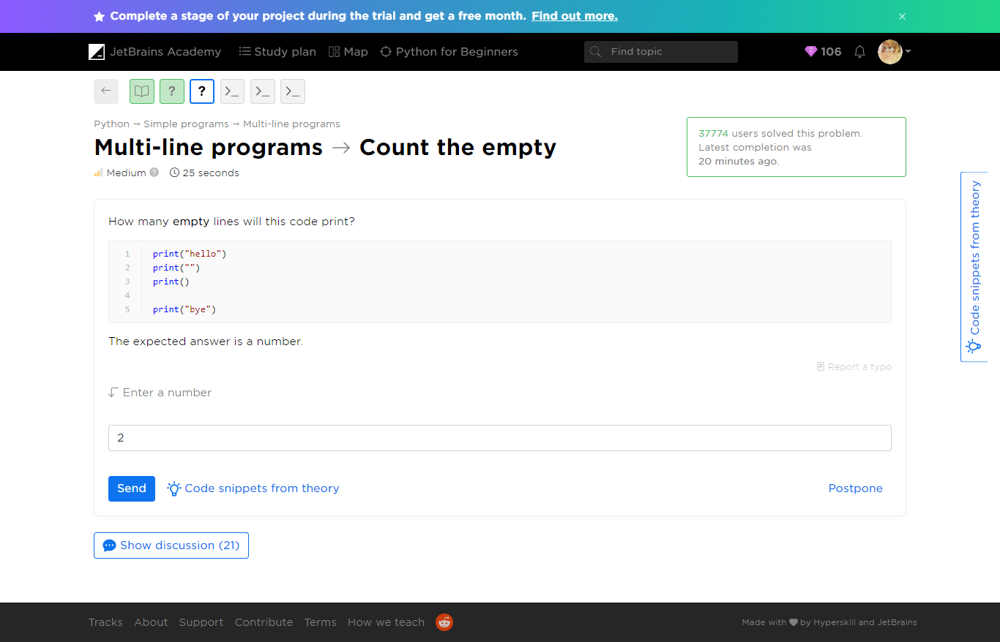 Complete a stage of your project during the trial and get a free month. Find out more.
JetBrains Academy Study plan Map Python for Beginners Find topic 106
? ? >_ >_ >_
Python → Simple programs → Multi-line programs
Multi-line programs → Count the empty
Medium ? 25 seconds
37774 users solved this problem.
Latest completion was
20 minutes ago.
Code snippets from theory
How many empty lines will this code print?
1 print("hello")
2 print("")
3 print()
4
5 print("bye")
The expected answer is a number.
Report a typo
Enter a number
2
Send Code snippets from theory Postpone
Show discussion (21)
Tracks About Support Contribute Terms How we teach Made with ♥ by Hyperskill and JetBrains